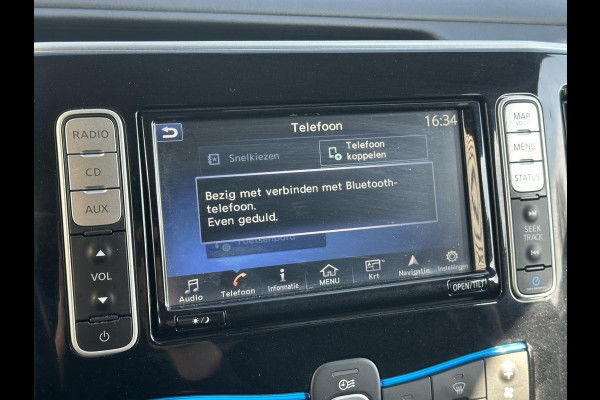 Telefoon
16:34
Snelkiezen
Telefoon
koppelen
Bezig met verbinden met Bluetooth-
telefoon.
Even geduld.
Toetsenbord
Audio
Telefoon
Informatie
MENU
Krt
Navigatie
Instellingen
RADIO
CD
AUX
VOL
MAP
MENU
STATUS
SEEK
TRACK
OPEN/TILT